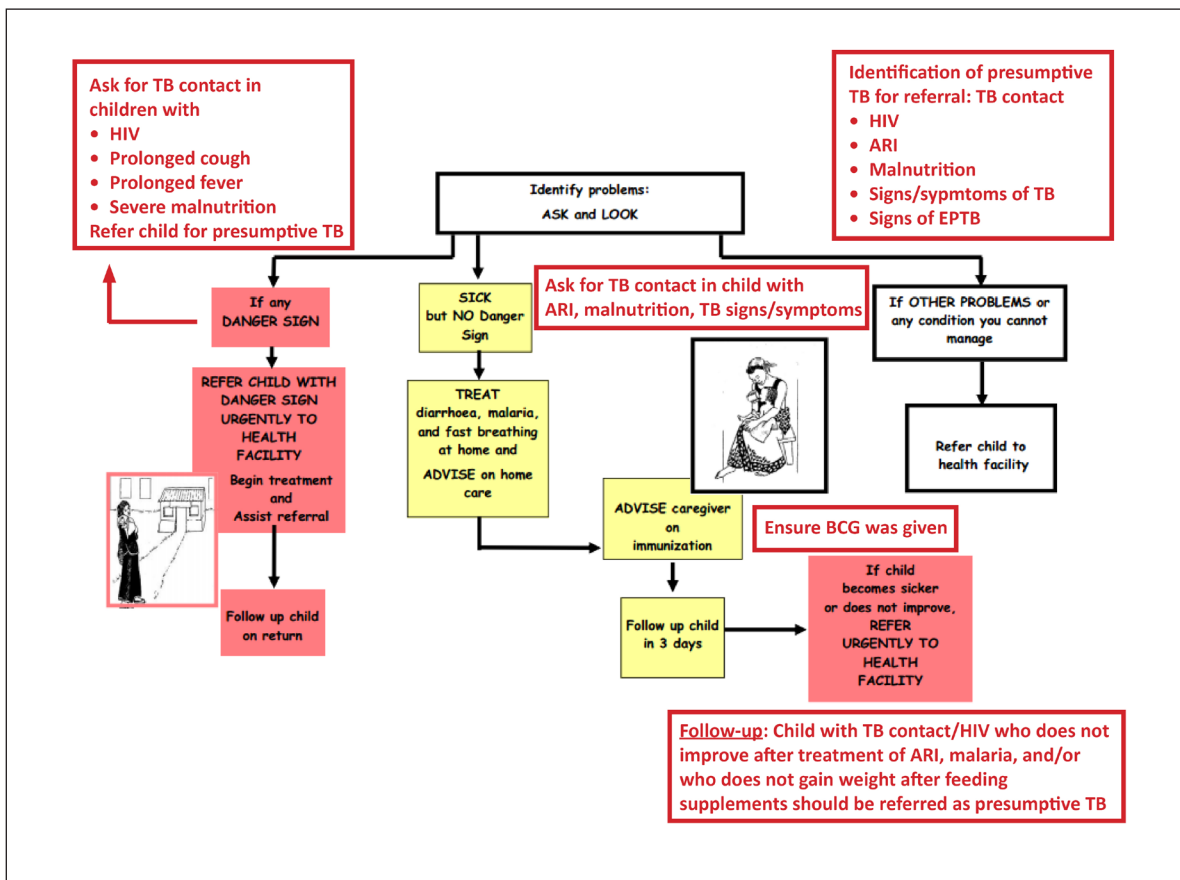 Ask for TB contact in
children with
• HIV
• Prolonged cough
• Prolonged fever
• Severe malnutrition
Refer child for presumptive TB
Identification of presumptive
TB for referral: TB contact
• HIV
• ARI
• Malnutrition
• Signs/sypmtoms of TB
• Signs of EPTB
Identify problems:
ASK and LOOK
If any
DANGER SIGN
SICK
but NO Danger
Sign
Ask for TB contact in child with
ARI, malnutrition, TB signs/symptoms
If OTHER PROBLEMS or
any condition you cannot
manage
REFER CHILD WITH
DANGER SIGN
URGENTLY TO
HEALTH
FACILITY
Begin treatment
and
Assist referral
TREAT
diarrhoea, malaria,
and fast breathing
at home and
ADVISE on home
care
Refer child to
health facility
ADVISE caregiver
on
immunization
Ensure BCG was given
Follow up child
on return
Follow up child
in 3 days
If child
becomes sicker
or does not improve,
REFER
URGENTLY TO
HEALTH
FACILITY
Follow-up: Child with TB contact/HIV who does not
improve after treatment of ARI, malaria, and/or
who does not gain weight after feeding
supplements should be referred as presumptive TB